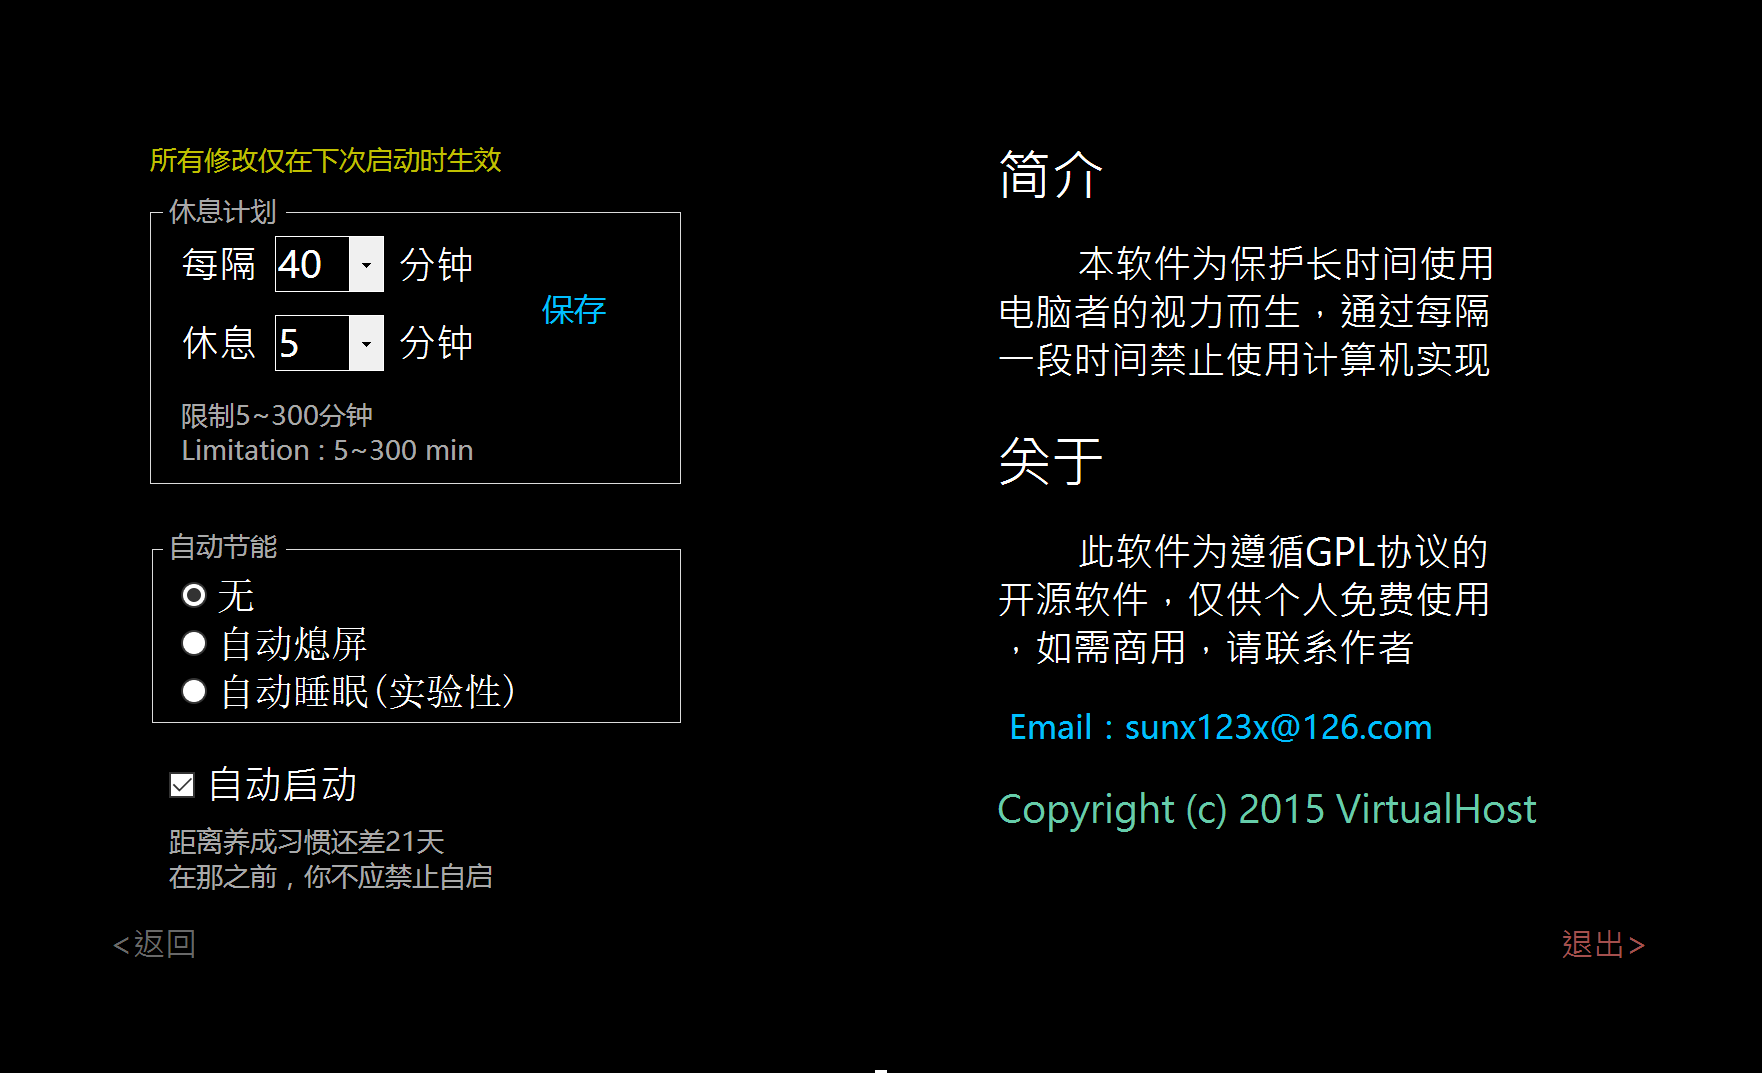 所有修改仅在下次启动时生效
休息计划
每隔 40 分钟
保存
休息 5 分钟
限制5~300分钟
Limitation : 5~300 min
自动节能
无
自动熄屏
自动睡眠(实验性)
自动启动
距离养成习惯还差21天
在那之前，你不应禁止自启
<返回
简介
本软件为保护长时间使用
电脑者的视力而生，通过每隔
一段时间禁止使用计算机实现
关于
此软件为遵循GPL协议的
开源软件，仅供个人免费使用
，如需商用，请联系作者
Email：sunx123x@126.com
Copyright (c) 2015 VirtualHost
退出>